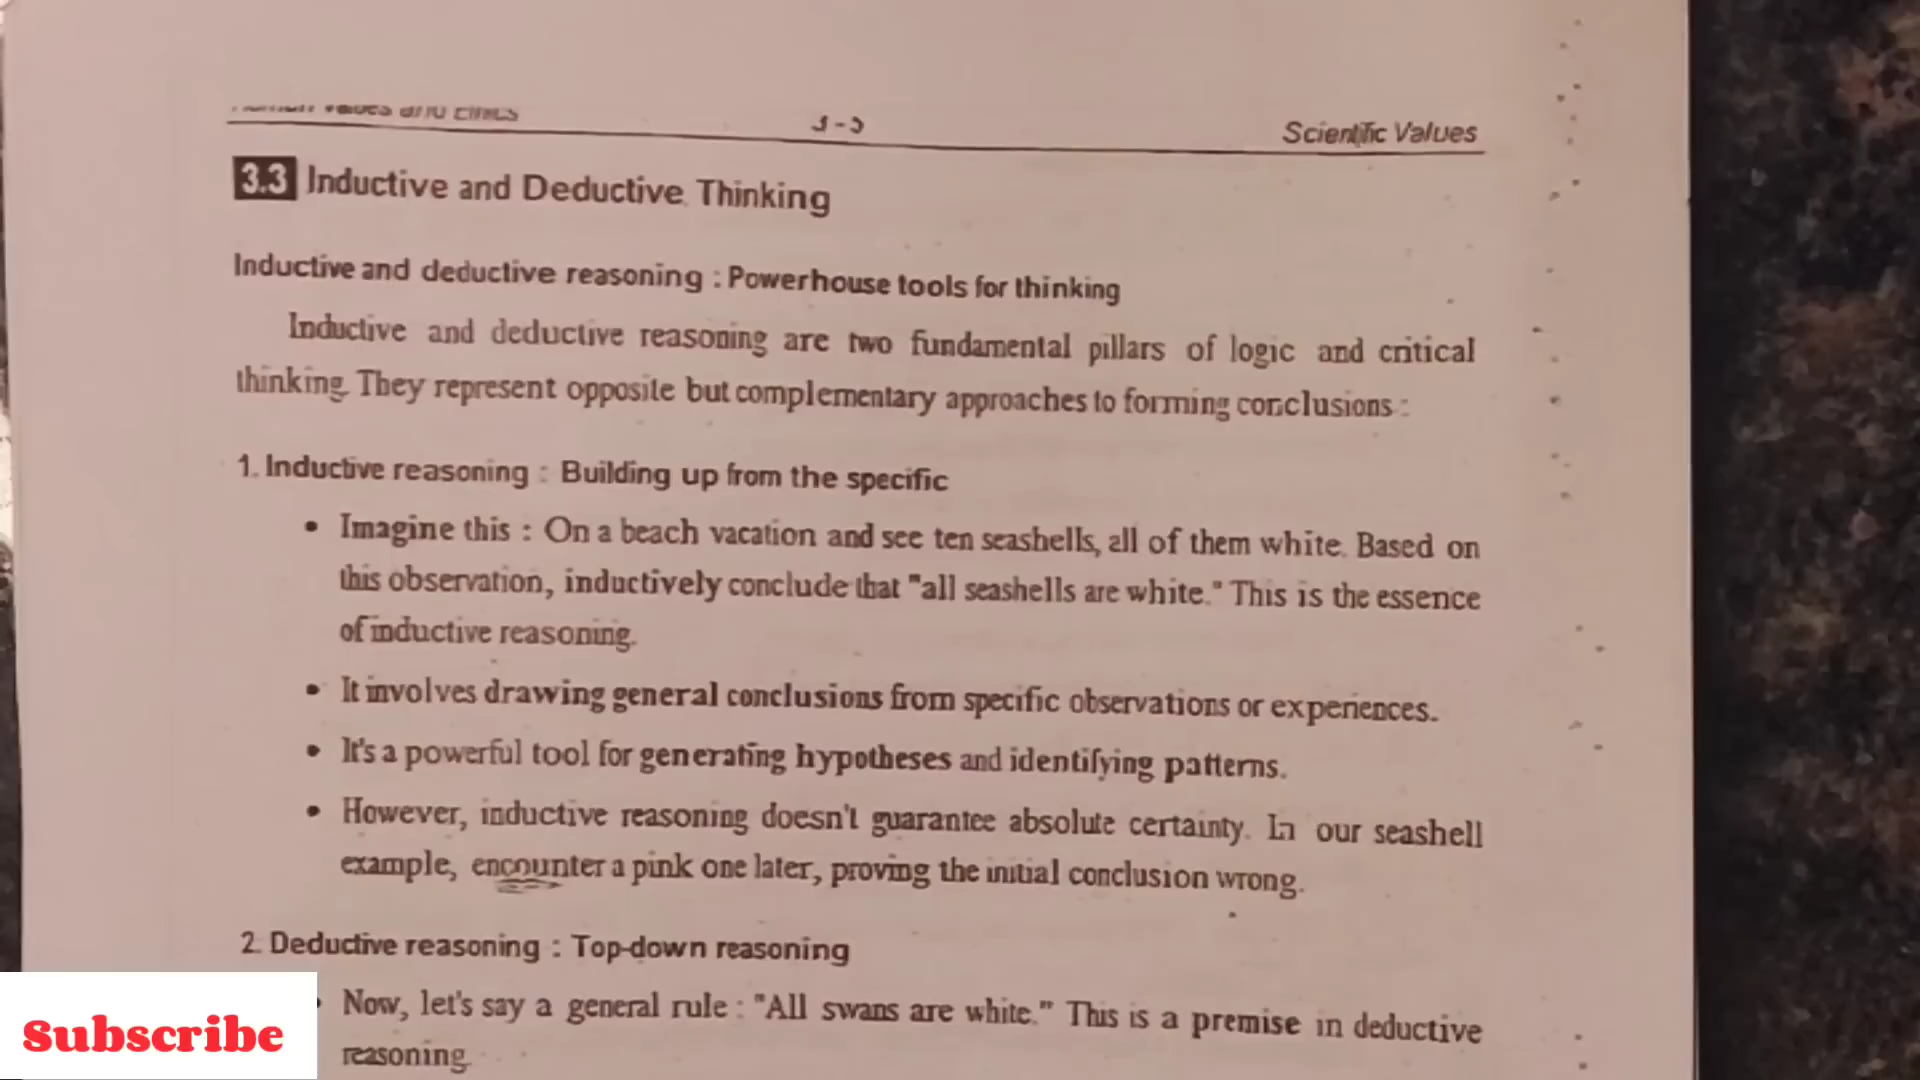 Human Values and Ethics
Scientific Values
3.3 Inductive and Deductive Thinking
Inductive and deductive reasoning : Powerhouse tools for thinking
Inductive and deductive reasoning are two fundamental pillars of logic and critical
thinking. They represent opposite but complementary approaches to forming conclusions :
1. Inductive reasoning : Building up from the specific
• Imagine this : On a beach vacation and see ten seashells, all of them white. Based on
this observation, inductively conclude that "all seashells are white." This is the essence
of inductive reasoning.
• It involves drawing general conclusions from specific observations or experiences.
• It's a powerful tool for generating hypotheses and identifying patterns.
• However, inductive reasoning doesn't guarantee absolute certainty. In our seashell
example, encounter a pink one later, proving the initial conclusion wrong.
2. Deductive reasoning : Top-down reasoning
• Now, let's say a general rule : "All swans are white." This is a premise in deductive
reasoning.
Subscribe